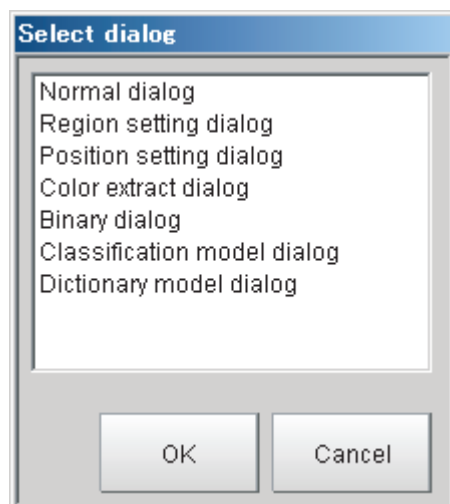 Select dialog
Normal dialog
Region setting dialog
Position setting dialog
Color extract dialog
Binary dialog
Classification model dialog
Dictionary model dialog
OK
Cancel